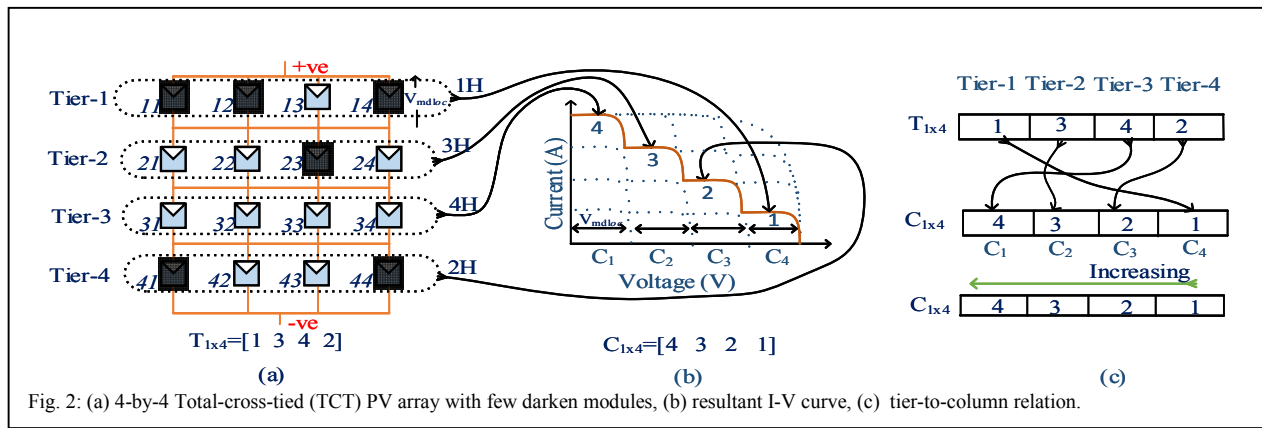 +ve
Tier-1
11 12 13 14
Vmdloc
1H
Tier-2
21 22 23 24
3H
Tier-3
31 32 33 34
4H
Tier-4
41 42 43 44
2H
-ve
T1x4=[1 3 4 2]
(a)
Current (A)
4
3
2
1
Vmdloc
C1 C2 C3 C4
Voltage (V)
C1x4=[4 3 2 1]
(b)
Tier-1 Tier-2 Tier-3 Tier-4
T1x4 1 3 4 2
C1x4 4 3 2 1
C1 C2 C3 C4
Increasing
C1x4 4 3 2 1
(c)
Fig. 2: (a) 4-by-4 Total-cross-tied (TCT) PV array with few darken modules, (b) resultant I-V curve, (c) tier-to-column relation.